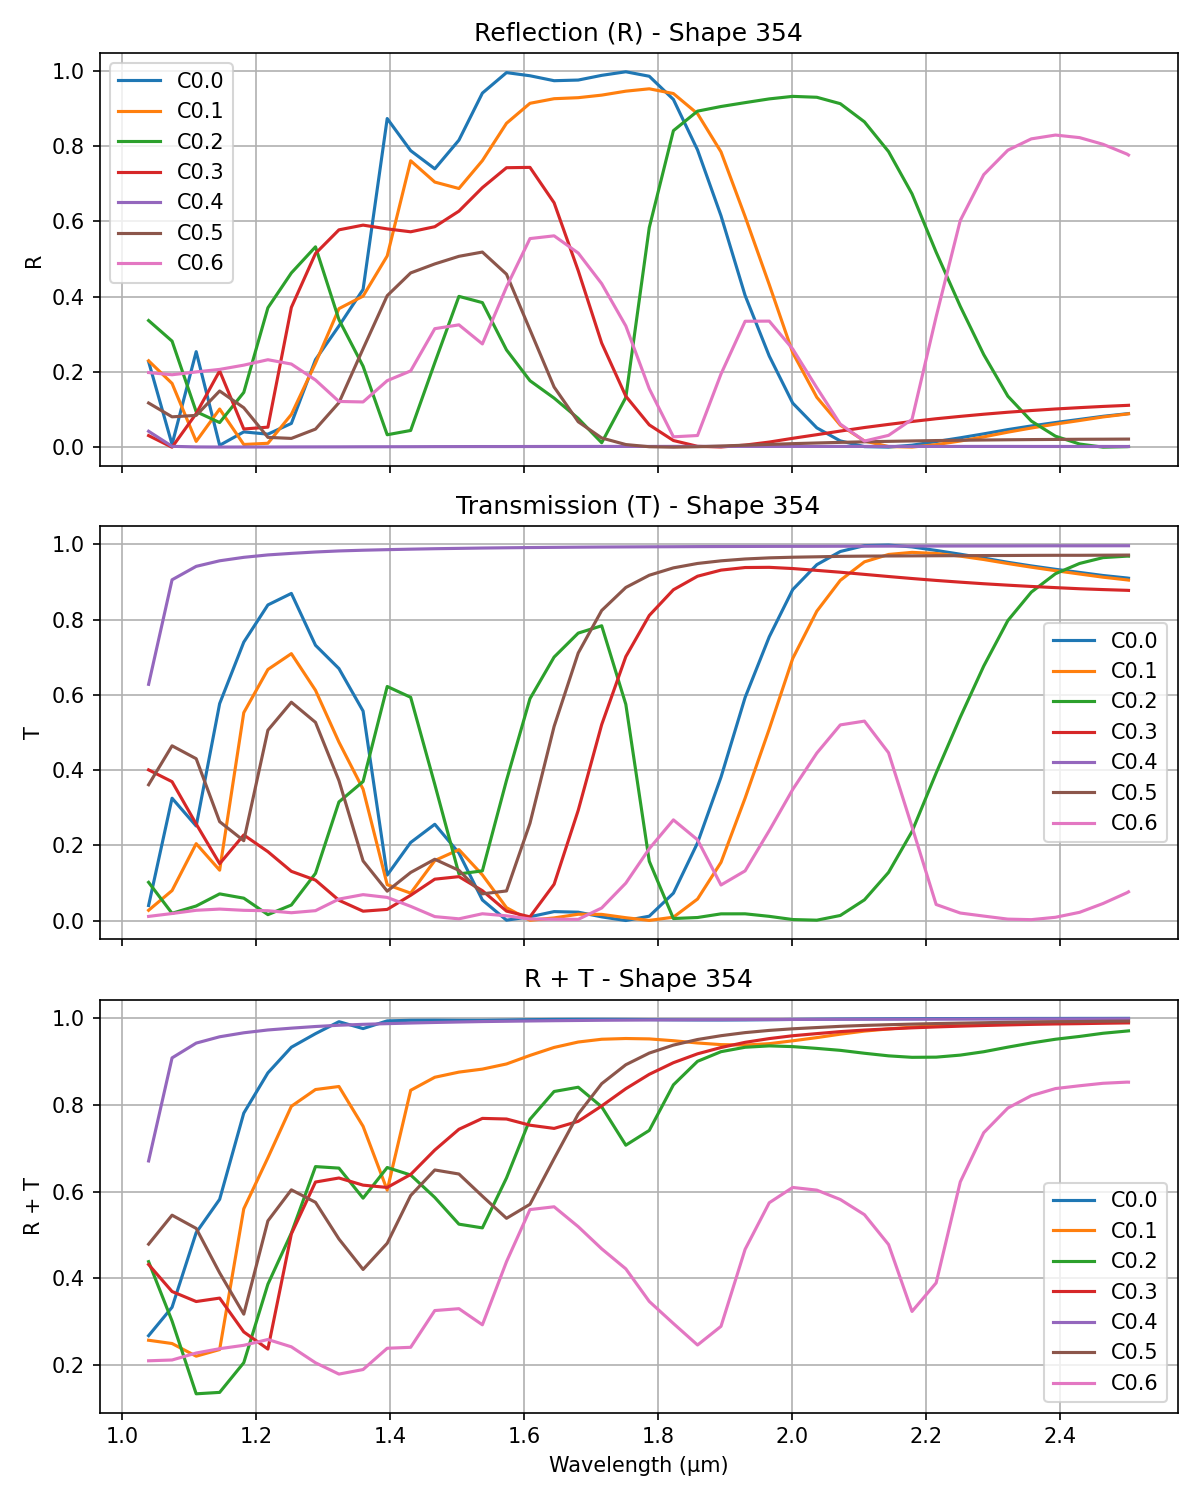 Reflection (R) - Shape 354
1.0
0.8
0.6
0.4
0.2
0.0
R
C0.0
C0.1
C0.2
C0.3
C0.4
C0.5
C0.6
Transmission (T) - Shape 354
1.0
0.8
0.6
0.4
0.2
0.0
T
C0.0
C0.1
C0.2
C0.3
C0.4
C0.5
C0.6
R + T - Shape 354
1.0
0.8
0.6
0.4
0.2
R + T
C0.0
C0.1
C0.2
C0.3
C0.4
C0.5
C0.6
1.0 1.2 1.4 1.6 1.8 2.0 2.2 2.4
Wavelength (μm)